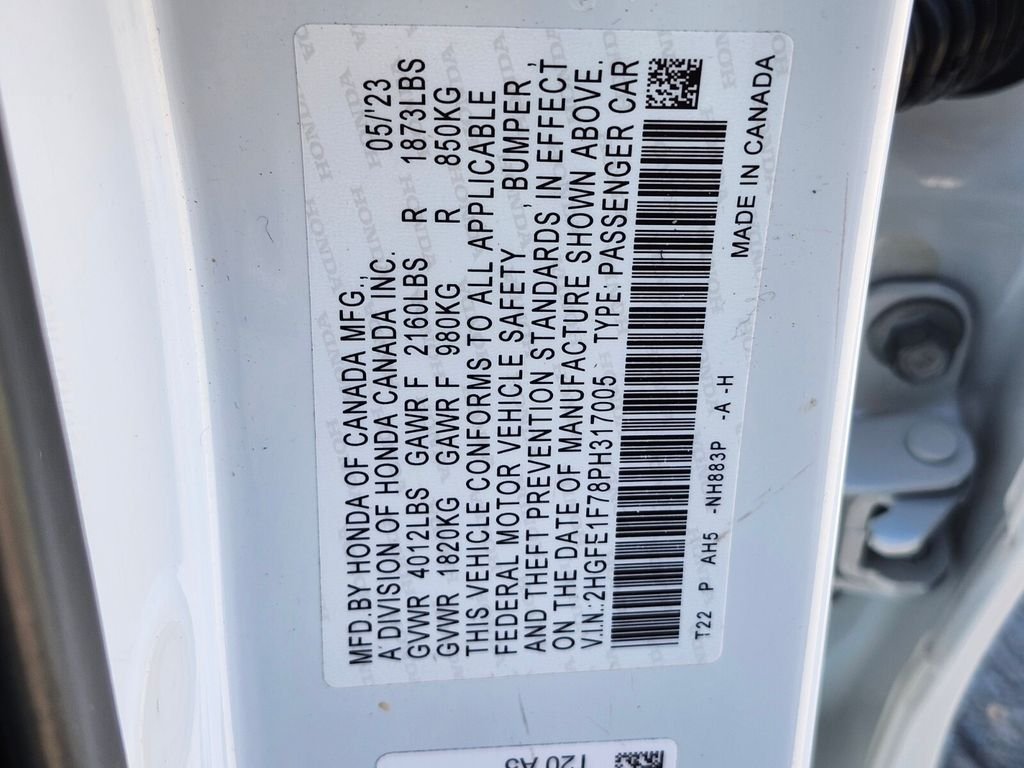 MFD.BY HONDA OF CANADA MFG.,
A DIVISION OF HONDA CANADA INC. 05/'23
GVWR 4012LBS GAWR F 2160LBS R 1873LBS
GVWR 1820KG GAWR F 980KG R 850KG
THIS VEHICLE CONFORMS TO ALL APPLICABLE
FEDERAL MOTOR VEHICLE SAFETY , BUMPER ,
AND THEFT PREVENTION STANDARDS IN EFFECT
ON THE DATE OF MANUFACTURE SHOWN ABOVE.
V.I.N.:2HGFE1F78PH317005 TYPE:PASSENGER CAR
T22 P AH5 -NH883P -A -H
MADE IN CANADA